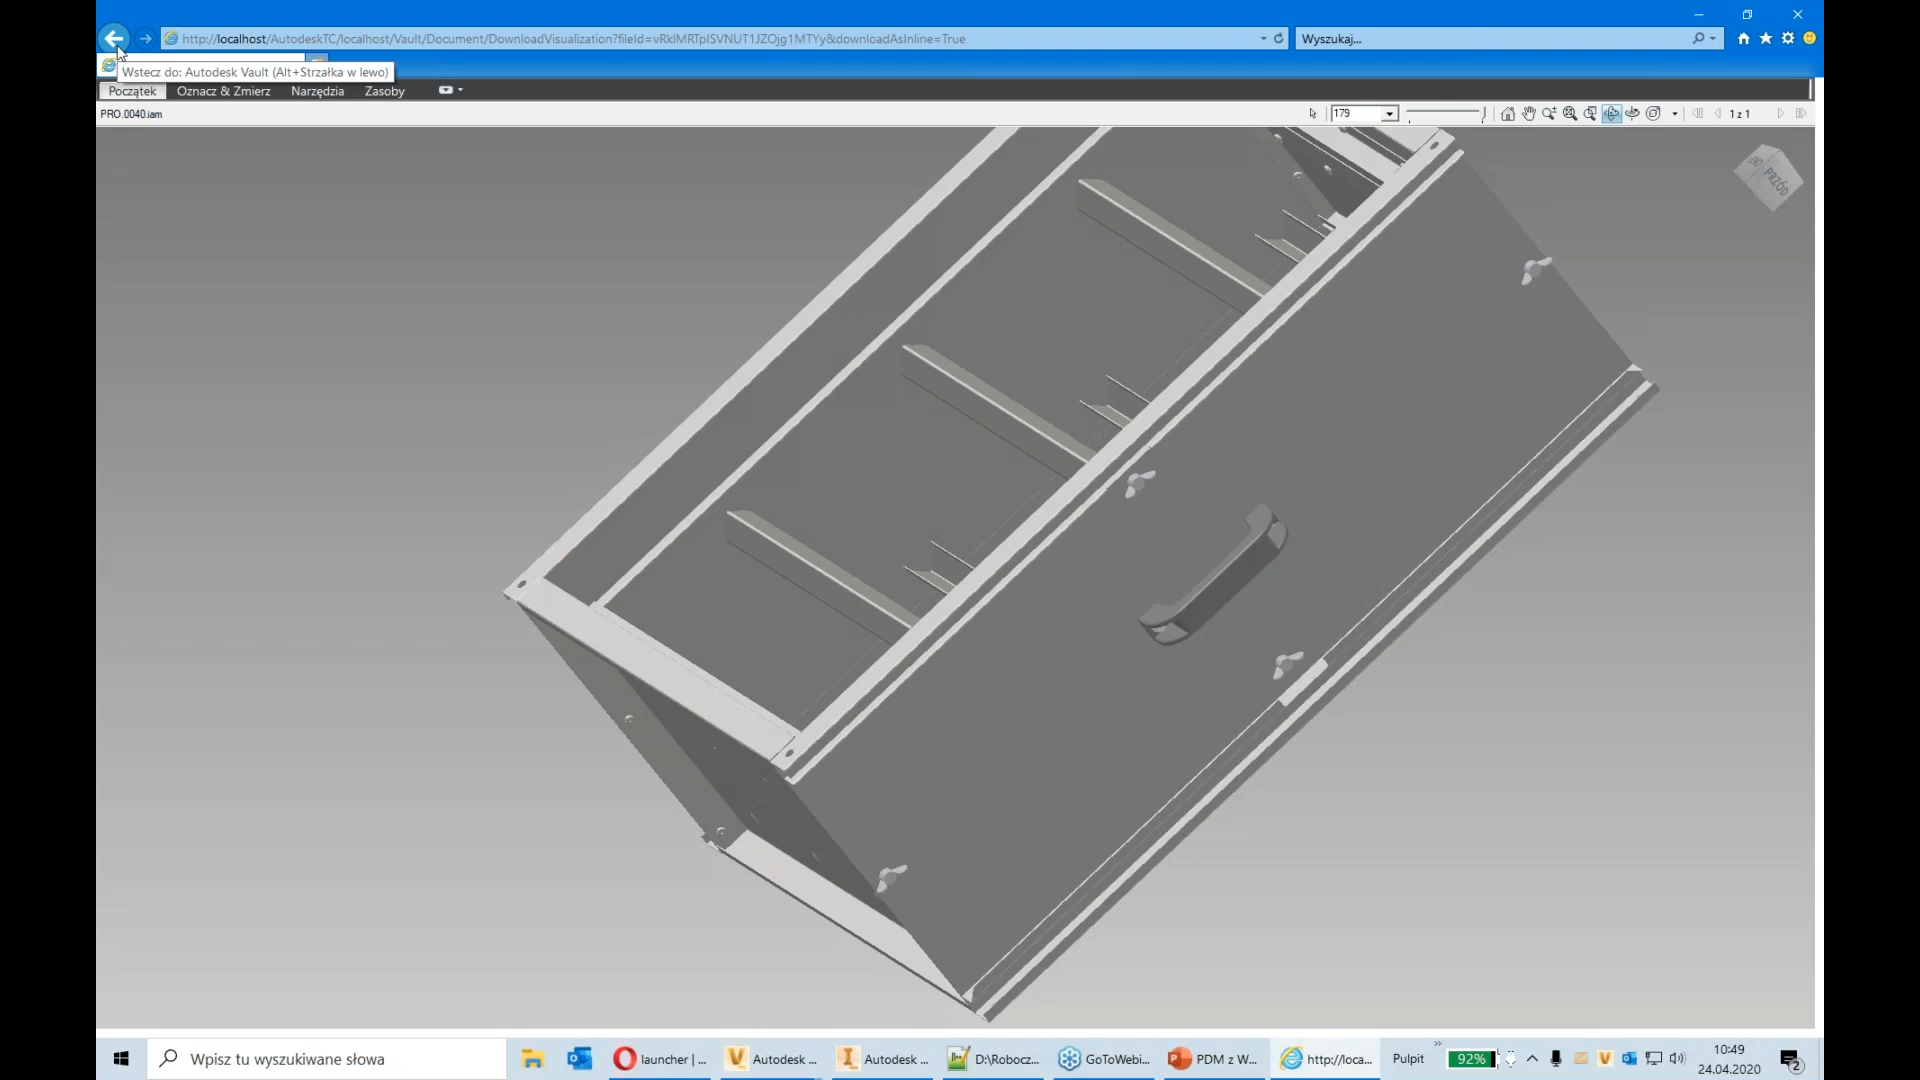 http://localhost/AutodeskTC/localhost/Vault/Document/DownloadVisualization?fileId=vRklMRTpISVNUT1JZOjg1MTYy&downloadAsInline=True
Wyszukaj...
Wstecz do: Autodesk Vault (Alt+Strzałka w lewo)
Początek
Oznacz & Zmierz
Narzędzia
Zasoby
PRO.0040.iam
179
1 z 1
PRZÓD
Wpisz tu wyszukiwane słowa
launcher | ...
Autodesk ...
Autodesk ...
D:\Robocz...
GoToWebi...
PDM z W...
http://loca...
Pulpit
92%
10:49
24.04.2020
2